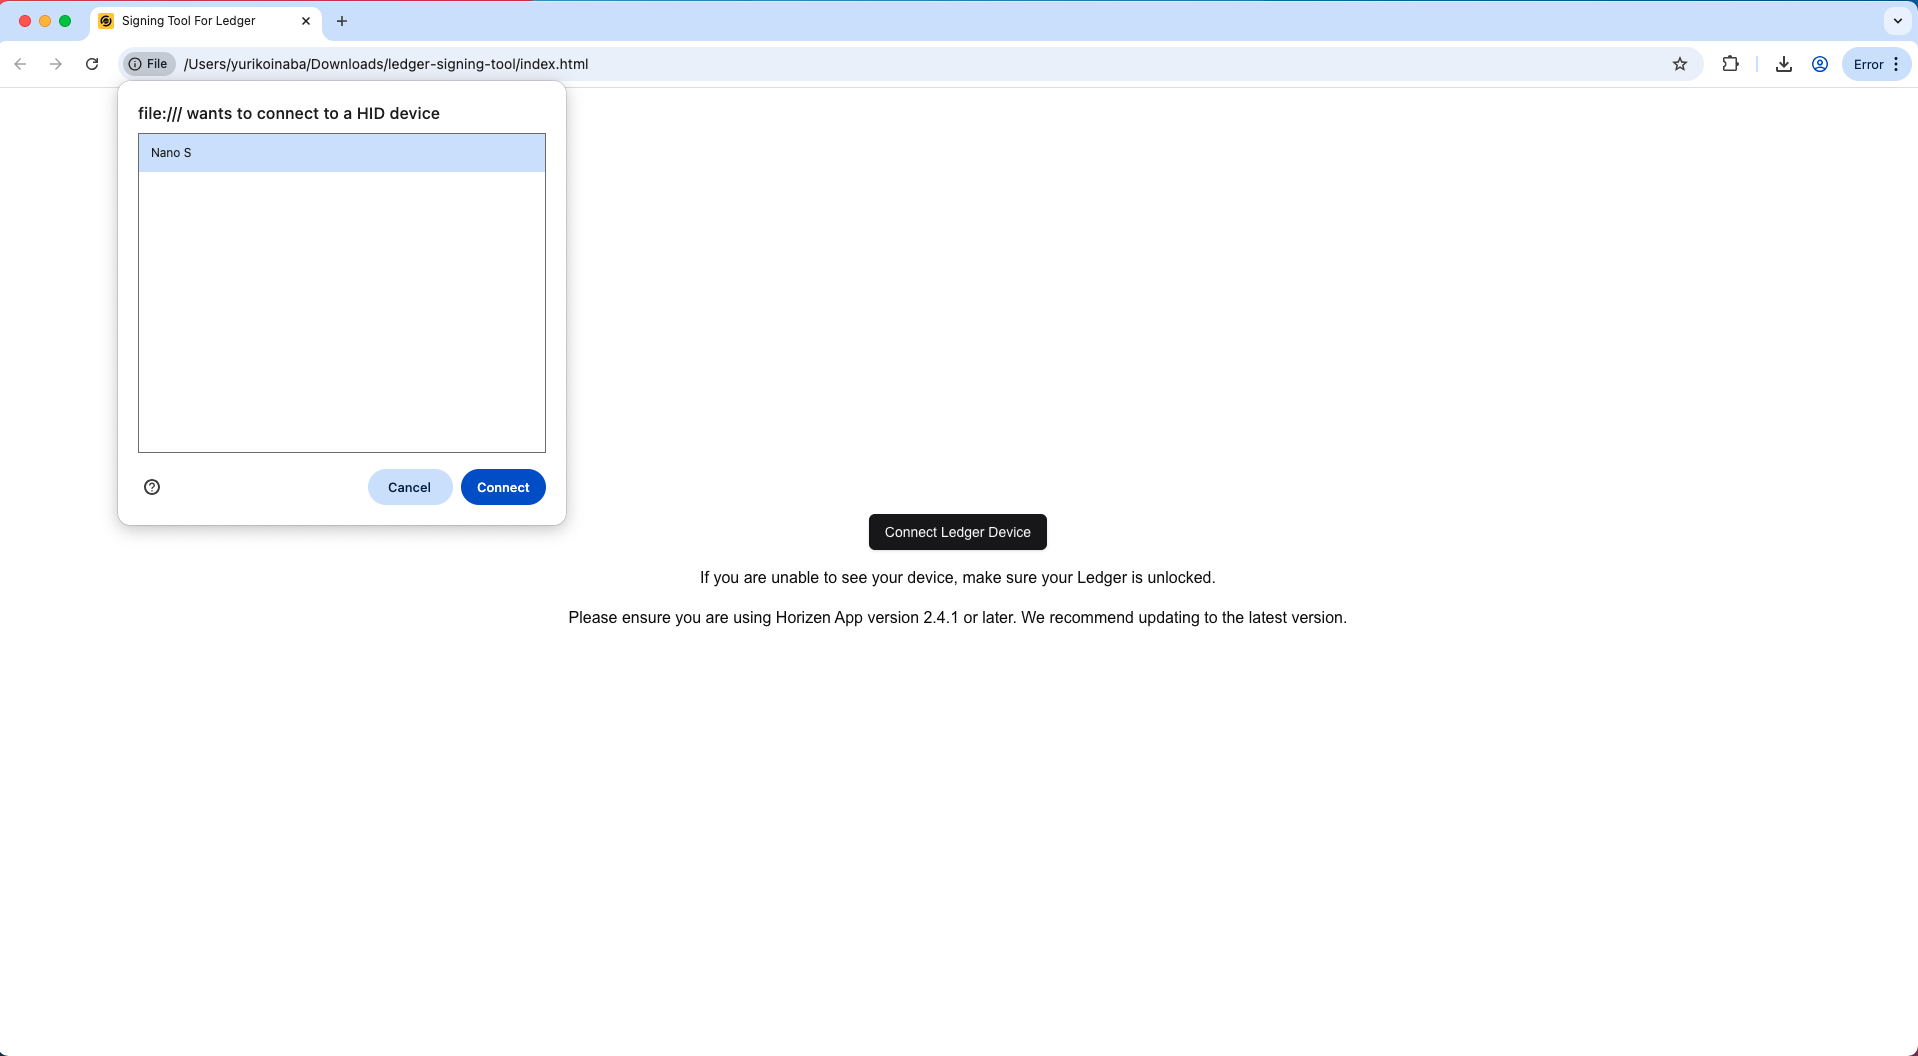 Signing Tool For Ledger
File /Users/yurikoinaba/Downloads/ledger-signing-tool/index.html Error
file:/// wants to connect to a HID device
Nano S
Cancel Connect
Connect Ledger Device
If you are unable to see your device, make sure your Ledger is unlocked.
Please ensure you are using Horizen App version 2.4.1 or later. We recommend updating to the latest version.